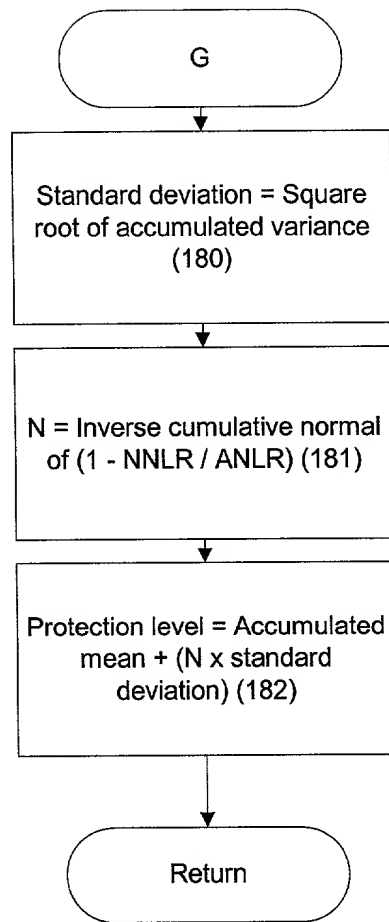 G
Standard deviation = Square
root of accumulated variance
(180)
N = Inverse cumulative normal
of (1 - NNLR / ANLR) (181)
Protection level = Accumulated
mean + (N x standard
deviation) (182)
Return